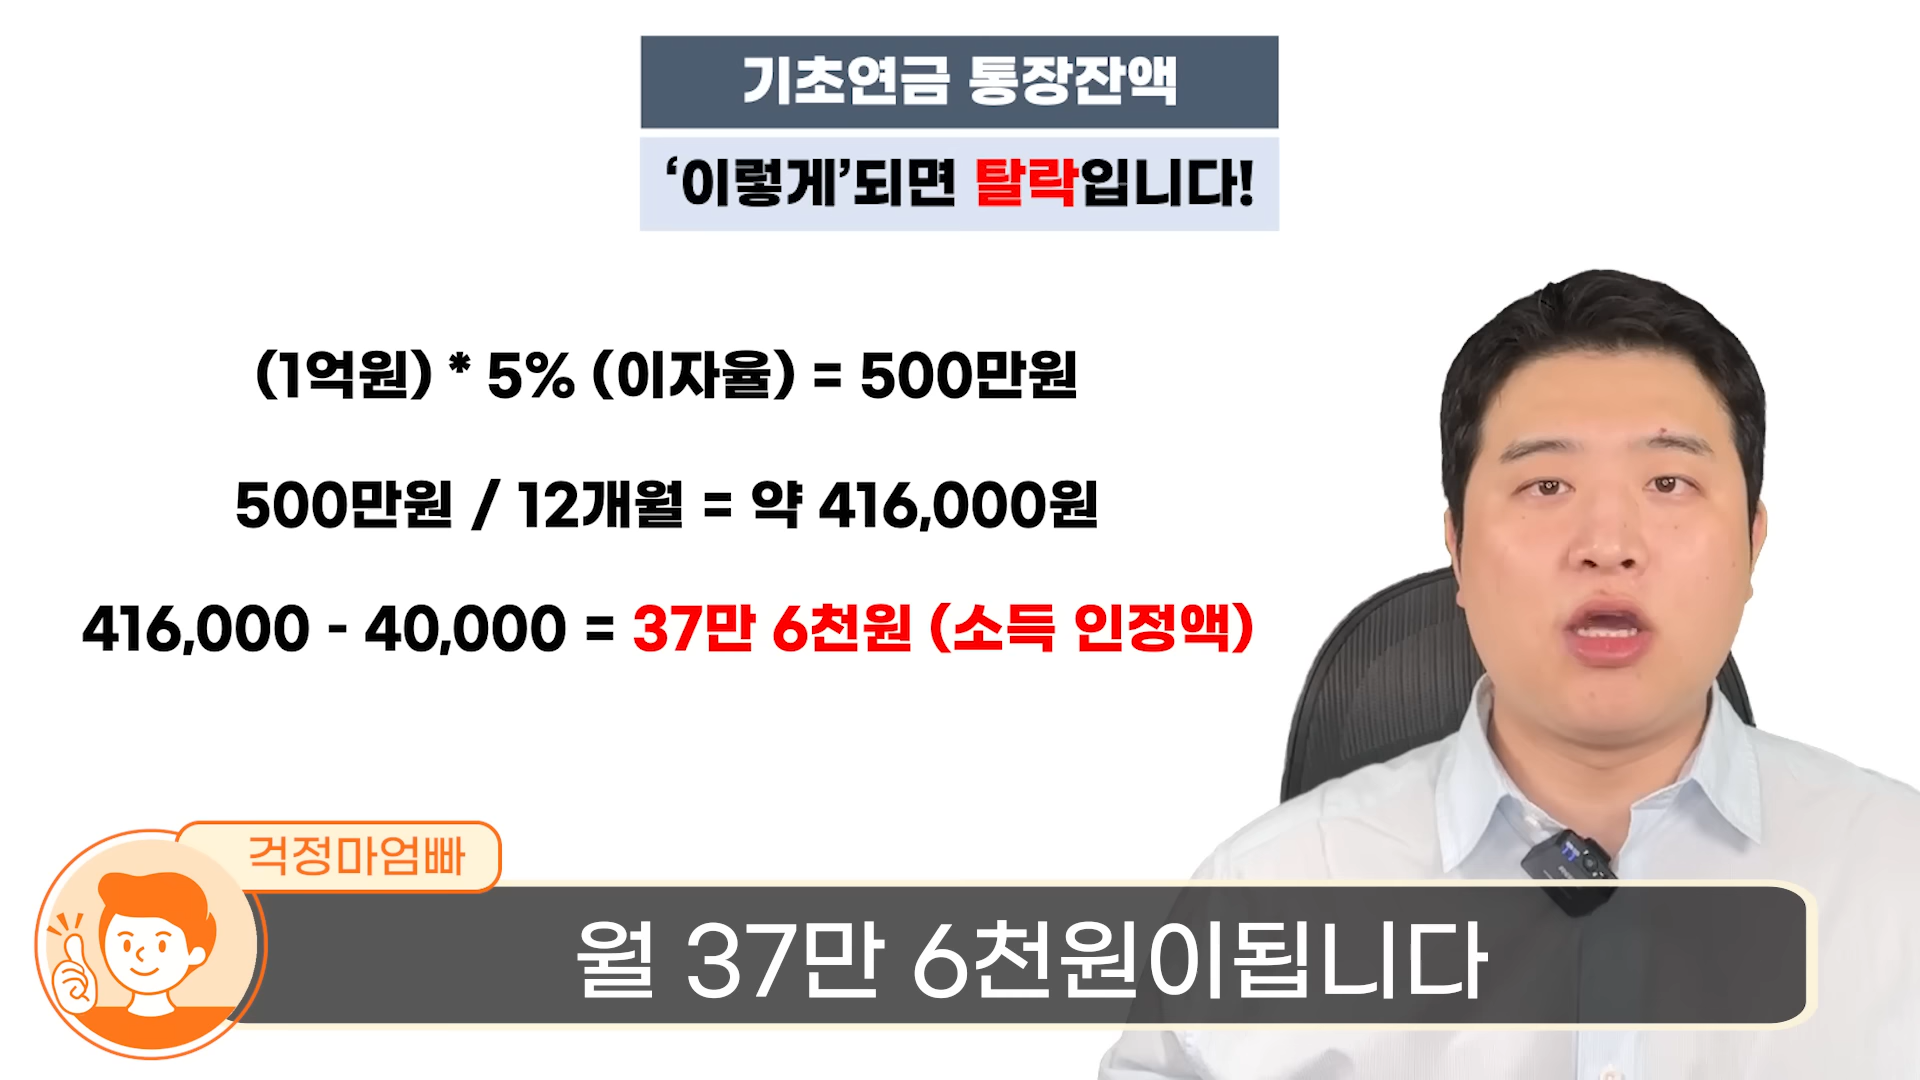 기초연금 통장잔액
‘이렇게’되면 탈락입니다!
(1억원) * 5% (이자율) = 500만원
500만원 / 12개월 = 약 416,000원
416,000 - 40,000 = 37만 6천원 (소득 인정액)
걱정마엄빠
월 37만 6천원이됩니다